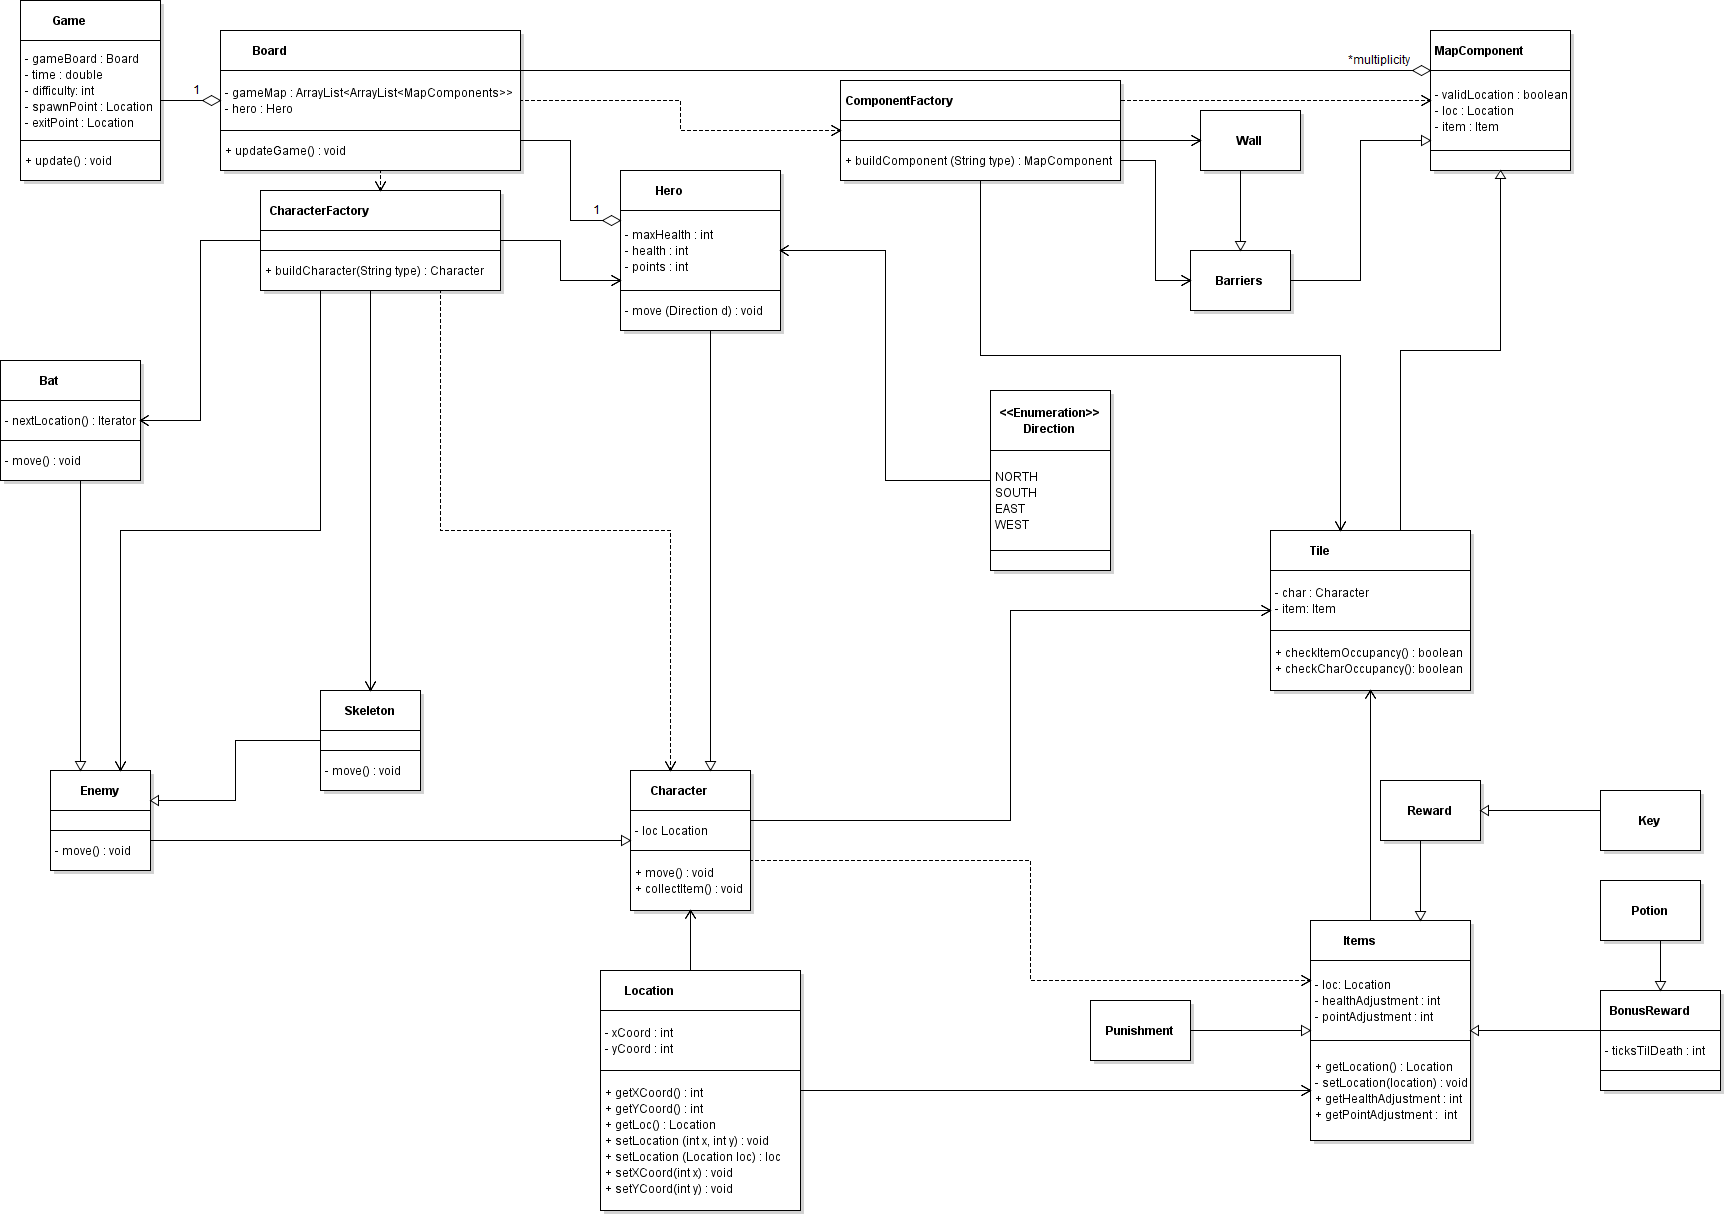 Game
- gameBoard : Board
- time : double
- difficulty: int
- spawnPoint : Location
- exitPoint : Location
+ update() : void
1
Board
- gameMap : ArrayList<ArrayList<MapComponents>>
- hero : Hero
+ updateGame() : void
*multiplicity
MapComponent
- validLocation : boolean
- loc : Location
- item : Item
ComponentFactory
+ buildComponent (String type) : MapComponent
Wall
Barriers
CharacterFactory
+ buildCharacter(String type) : Character
1
Hero
- maxHealth : int
- health : int
- points : int
- move (Direction d) : void
Bat
- nextLocation() : Iterator
- move() : void
<<Enumeration>>
Direction
NORTH
SOUTH
EAST
WEST
Tile
- char : Character
- item: Item
+ checkItemOccupancy() : boolean
+ checkCharOccupancy(): boolean
Skeleton
- move() : void
Enemy
- move() : void
Character
- loc Location
+ move() : void
+ collectItem() : void
Reward
Key
Potion
Items
- loc: Location
- healthAdjustment : int
- pointAdjustment : int
+ getLocation() : Location
- setLocation(location) : void
+ getHealthAdjustment : int
+ getPointAdjustment :  int
BonusReward
- ticksTilDeath : int
Punishment
Location
- xCoord : int
- yCoord : int
+ getXCoord() : int
+ getYCoord() : int
+ getLoc() : Location
+ setLocation (int x, int y) : void
+ setLocation (Location loc) : loc
+ setXCoord(int x) : void
+ setYCoord(int y) : void